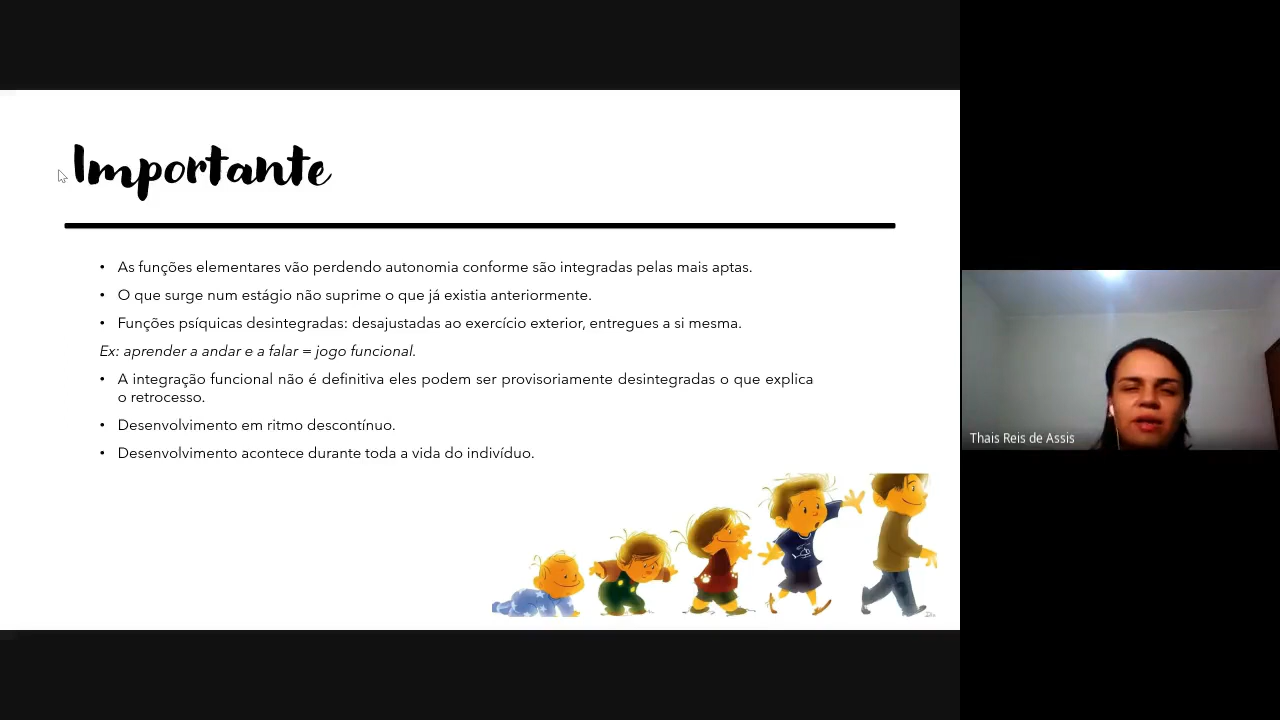 Importante
• As funções elementares vão perdendo autonomia conforme são integradas pelas mais aptas.
• O que surge num estágio não suprime o que já existia anteriormente.
• Funções psíquicas desintegradas: desajustadas ao exercício exterior, entregues a si mesma.
Ex: aprender a andar e a falar = jogo funcional.
• A integração funcional não é definitiva eles podem ser provisoriamente desintegradas o que explica
o retrocesso.
• Desenvolvimento em ritmo descontínuo.
• Desenvolvimento acontece durante toda a vida do indivíduo.
Thais Reis de Assis